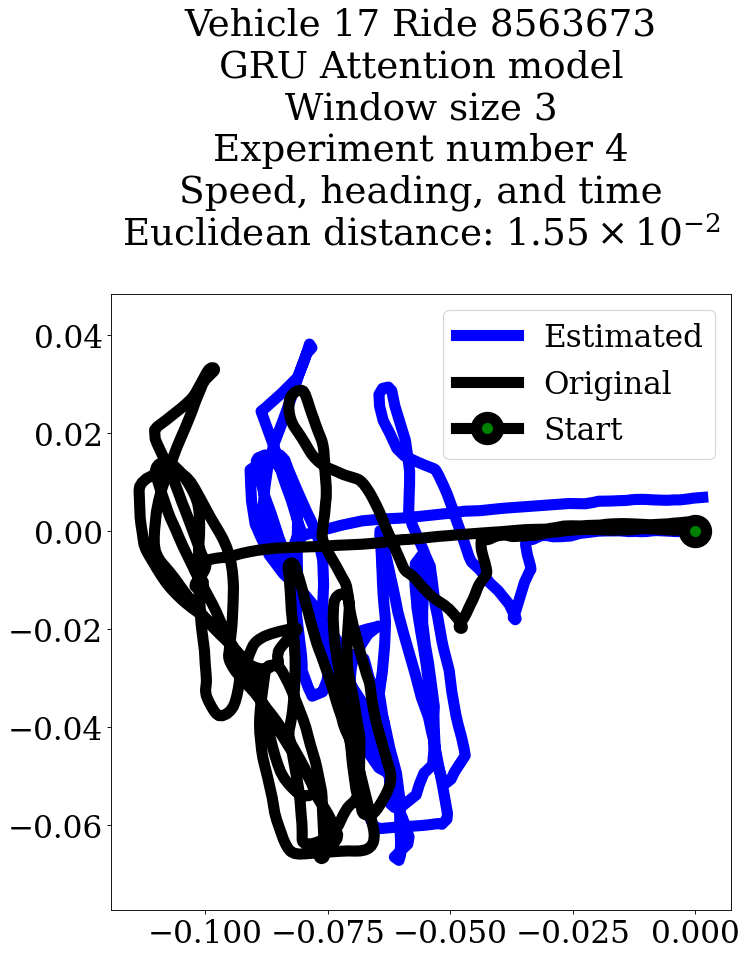 Vehicle 17 Ride 8563673
GRU Attention model
Window size 3
Experiment number 4
Speed, heading, and time
Euclidean distance: 1.55 × 10⁻²
Estimated
Original
Start
0.04
0.02
0.00
−0.02
−0.04
−0.06
−0.100 −0.075 −0.050 −0.025 0.000